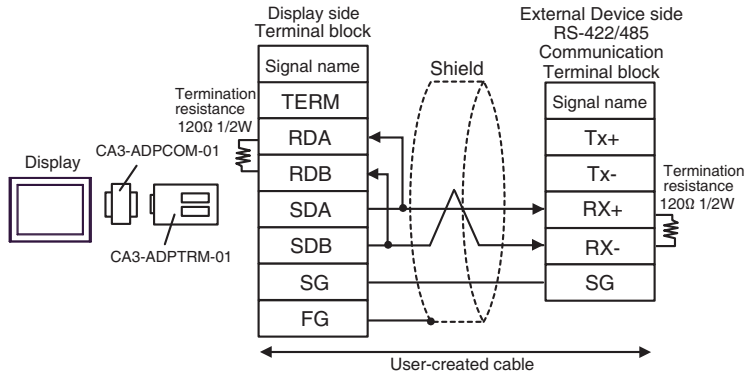 Display side
Terminal block
External Device side
RS-422/485
Communication
Terminal block
Signal name
Shield
Signal name
Termination
resistance
120Ω 1/2W
TERM
RDA
RDB
SDA
SDB
SG
FG
Tx+
Tx-
RX+
RX-
SG
Termination
resistance
120Ω 1/2W
Display
CA3-ADPCOM-01
CA3-ADPTRM-01
User-created cable